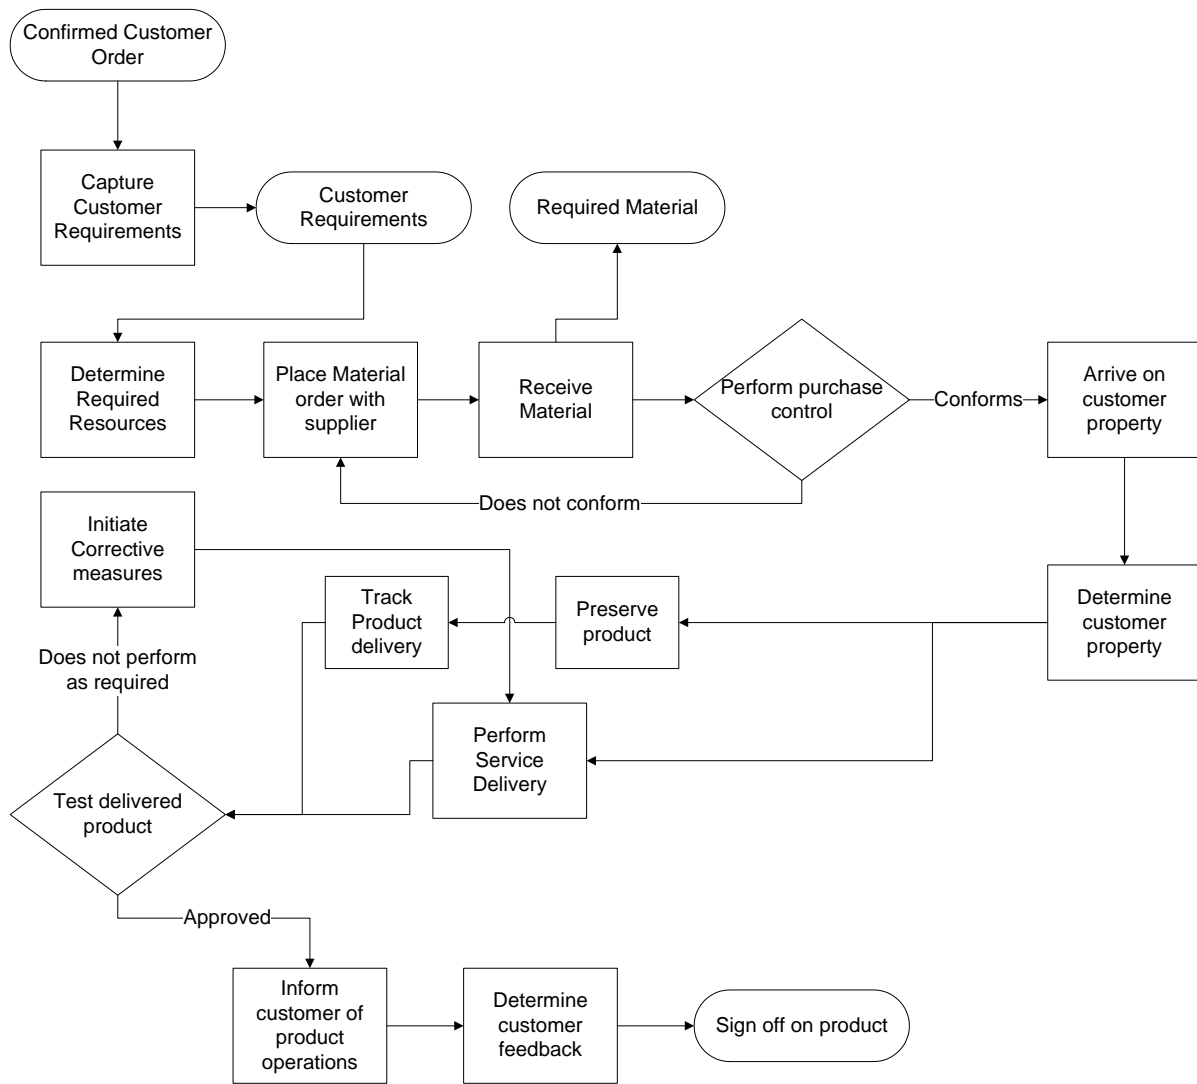 Confirmed Customer
Order
Capture
Customer
Requirements
Customer
Requirements
Required Material
Determine
Required
Resources
Place Material
order with
supplier
Receive
Material
Perform purchase
control
Conforms
Arrive on
customer
property
Does not conform
Initiate
Corrective
measures
Track
Product
delivery
Preserve
product
Determine
customer
property
Does not perform
as required
Perform
Service
Delivery
Test delivered
product
Approved
Inform
customer of
product
operations
Determine
customer
feedback
Sign off on product